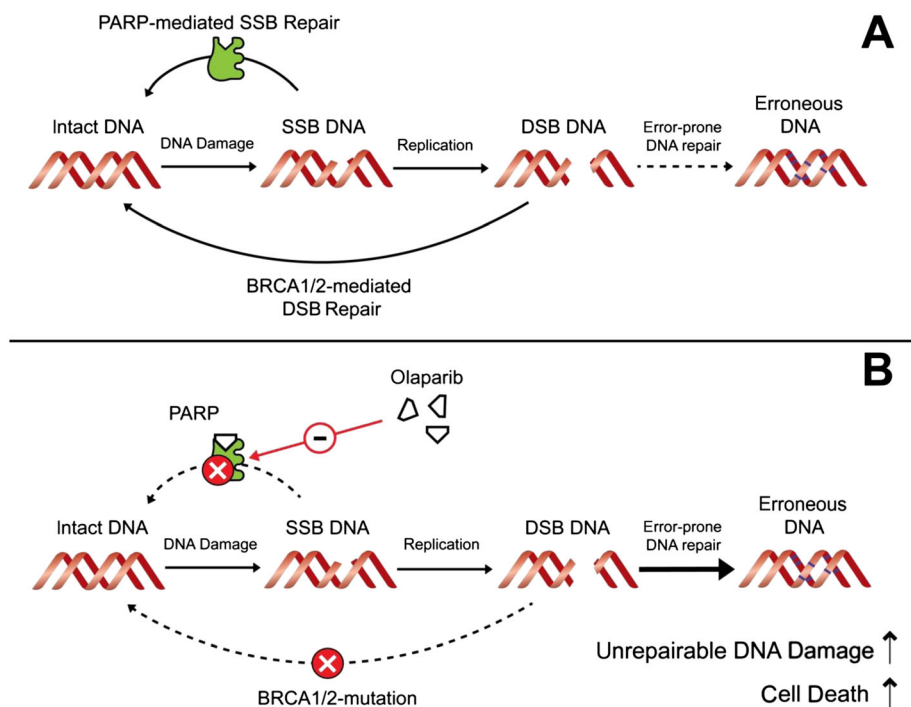 PARP-mediated SSB Repair
A
Intact DNA
DNA Damage
SSB DNA
Replication
DSB DNA
Error-prone
DNA repair
Erroneous
DNA
BRCA1/2-mediated
DSB Repair
B
Olaparib
PARP
Intact DNA
DNA Damage
SSB DNA
Replication
DSB DNA
Error-prone
DNA repair
Erroneous
DNA
BRCA1/2-mutation
Unrepairable DNA Damage ↑
Cell Death ↑